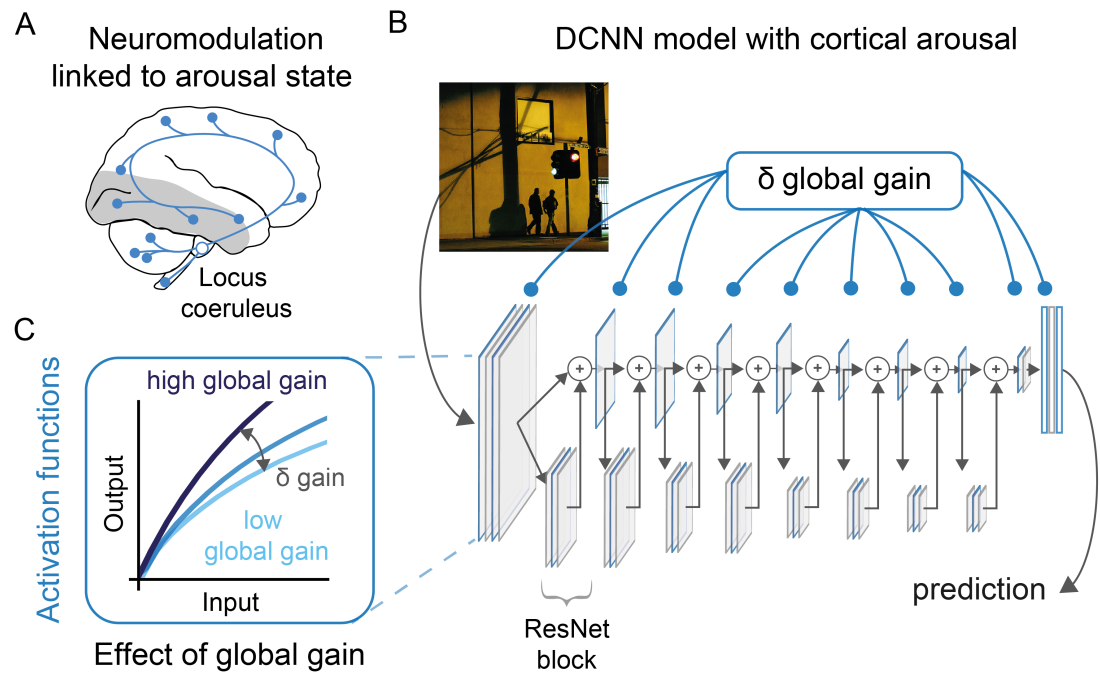 A
Neuromodulation
linked to arousal state
Locus
coeruleus
B
DCNN model with cortical arousal
δ global gain
+ + + + + + + +
prediction
ResNet
block
C
Activation functions
high global gain
Output
δ gain
low
global gain
Input
Effect of global gain